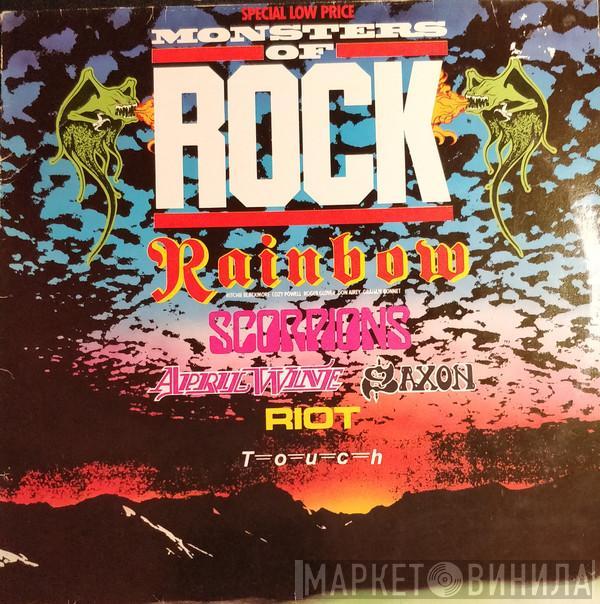 SPECIAL LOW PRICE
MONSTERS
OF
ROCK
Rainbow
RITCHIE BLACKMORE COZY POWELL ROGER GLOVER DON AIREY GRAHAM BONNET
SCORPIONS
APRIL WINE SAXON
RIOT
T=o=u=c=h
МАРКЕТ ВИНИЛА